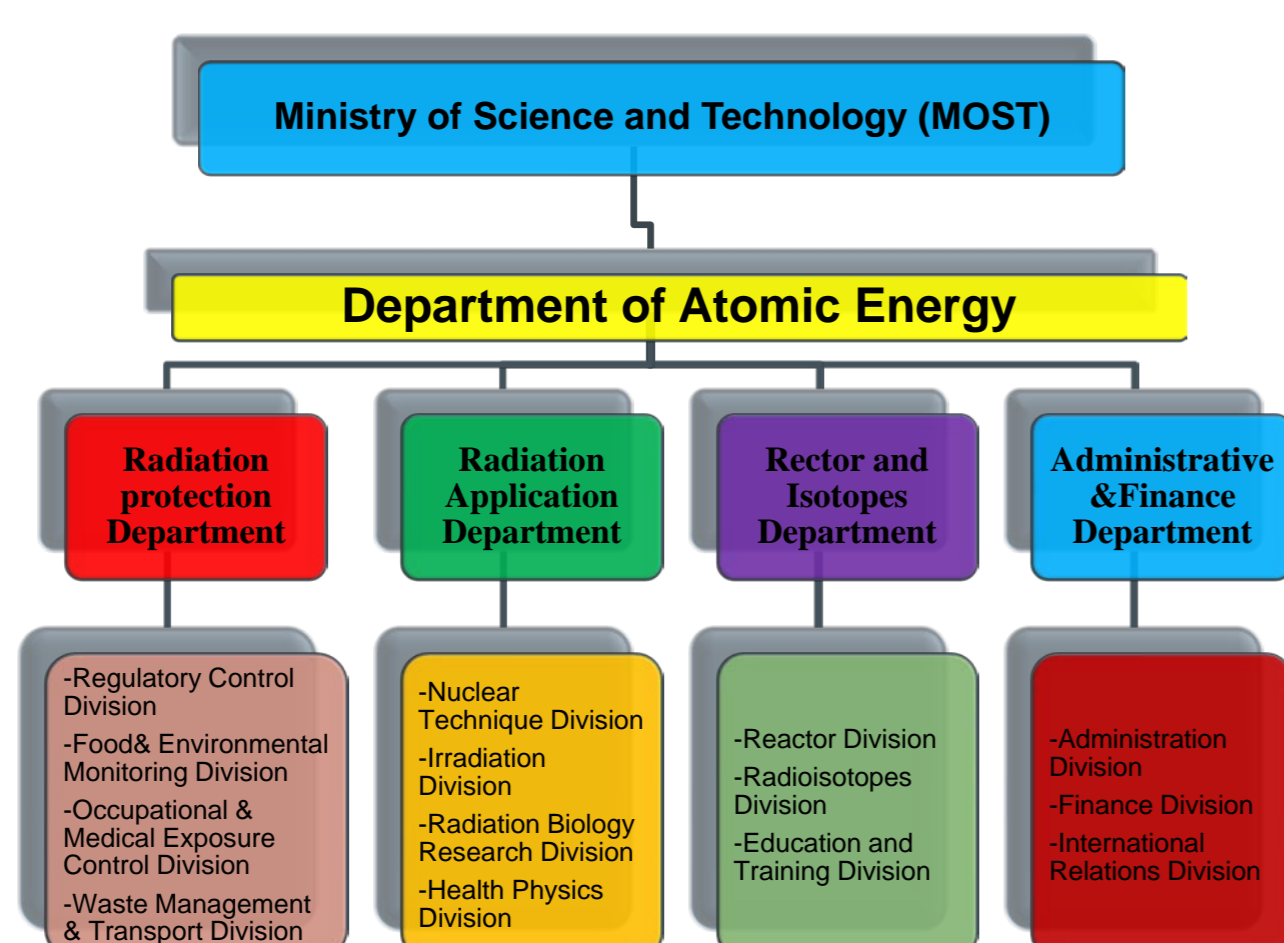 Ministry of Science and Technology (MOST)
Department of Atomic Energy
Radiation
protection
Department
Radiation
Application
Department
Rector and
Isotopes
Department
Administrative
&Finance
Department
-Regulatory Control
Division
-Food& Environmental
Monitoring Division
-Occupational &
Medical Exposure
Control Division
-Waste Management
& Transport Division
-Nuclear
Technique Division
-Irradiation
Division
-Radiation Biology
Research Division
-Health Physics
Division
-Reactor Division
-Radioisotopes
Division
-Education and
Training Division
-Administration
Division
-Finance Division
-International
Relations Division